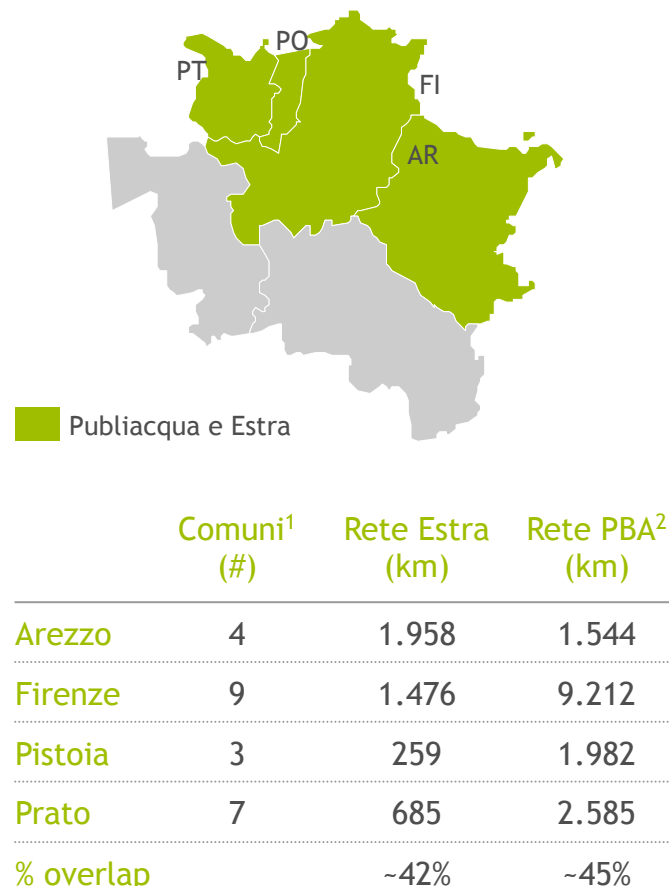 PO
PT
FI
AR
Publiacqua e Estra
Comuni¹ Rete Estra Rete PBA²
(#) (km) (km)
Arezzo 4 1.958 1.544
Firenze 9 1.476 9.212
Pistoia 3 259 1.982
Prato 7 685 2.585
% overlap ~42% ~45%